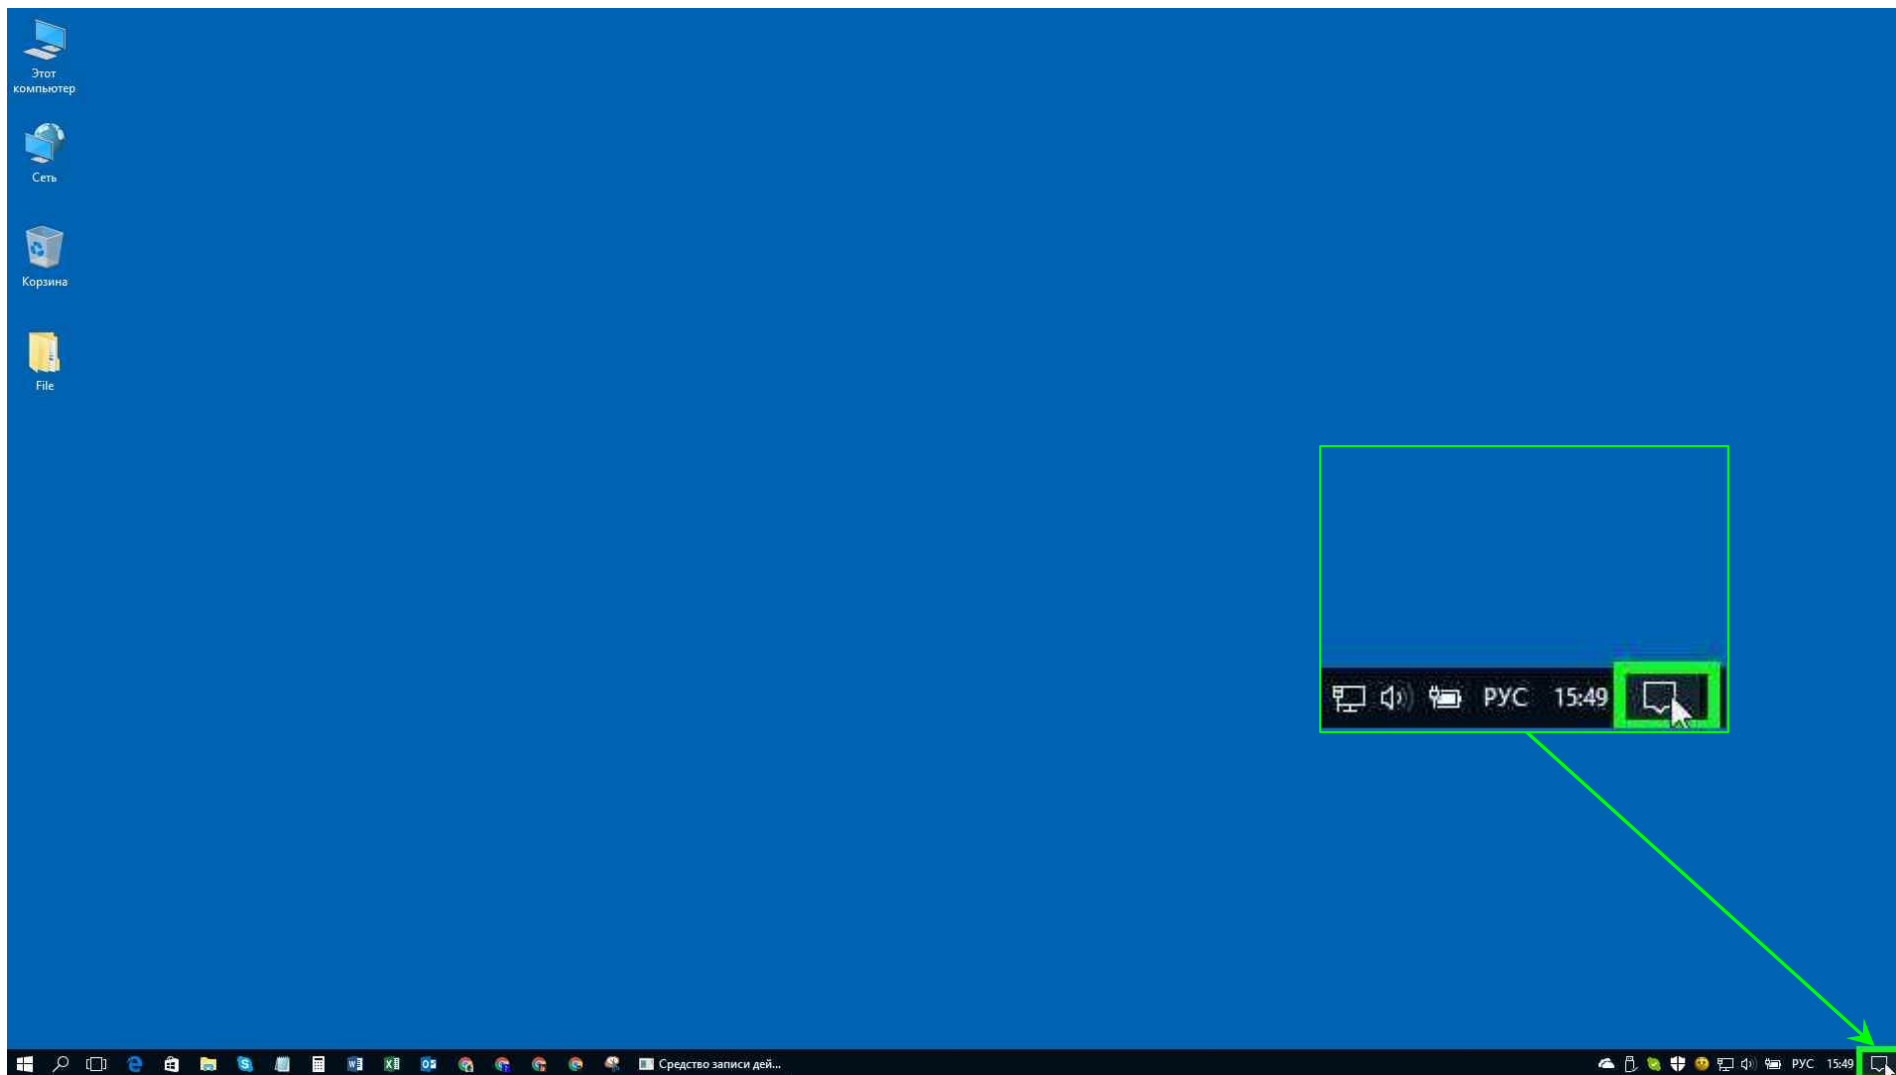 Этот
компьютер
Сеть
Корзина
File
РУС 15:49
Средство записи дей...
РУС 15:49